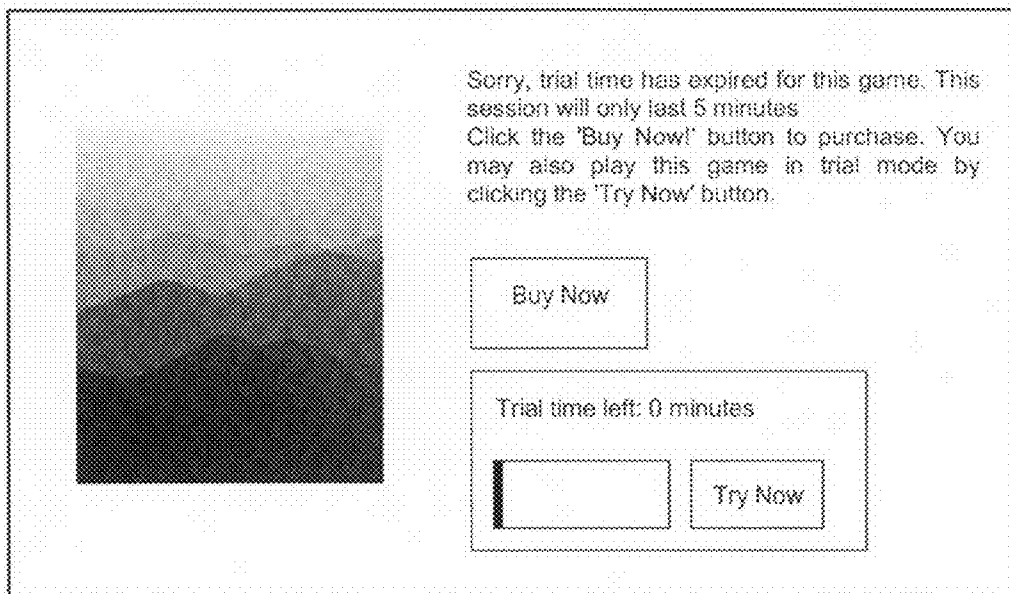 Sorry, trial time has expired for this game. This
session will only last 5 minutes
Click the 'Buy Now!' button to purchase. You
may also play this game in trial mode by
clicking the 'Try Now' button.
Buy Now
Trial time left: 0 minutes
Try Now